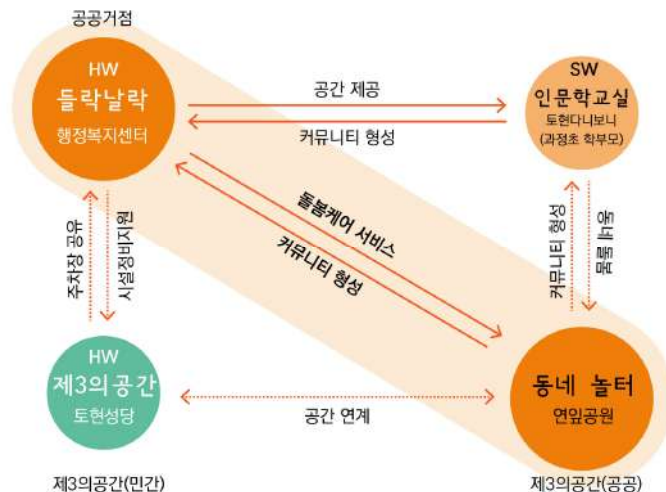 공공거점
HW
들락날락
행정복지센터
공간 제공
커뮤니티 형성
SW
인문학교실
토현다니보니
(과정초 학부모)
돌봄케어 서비스
커뮤니티 형성
주차장 공유
시설장비지원
커뮤니티 형성
동네 돌봄
HW
제3의공간
토현성당
공간 연계
동네 놀터
연잎공원
제3의공간(민간)
제3의공간(공공)